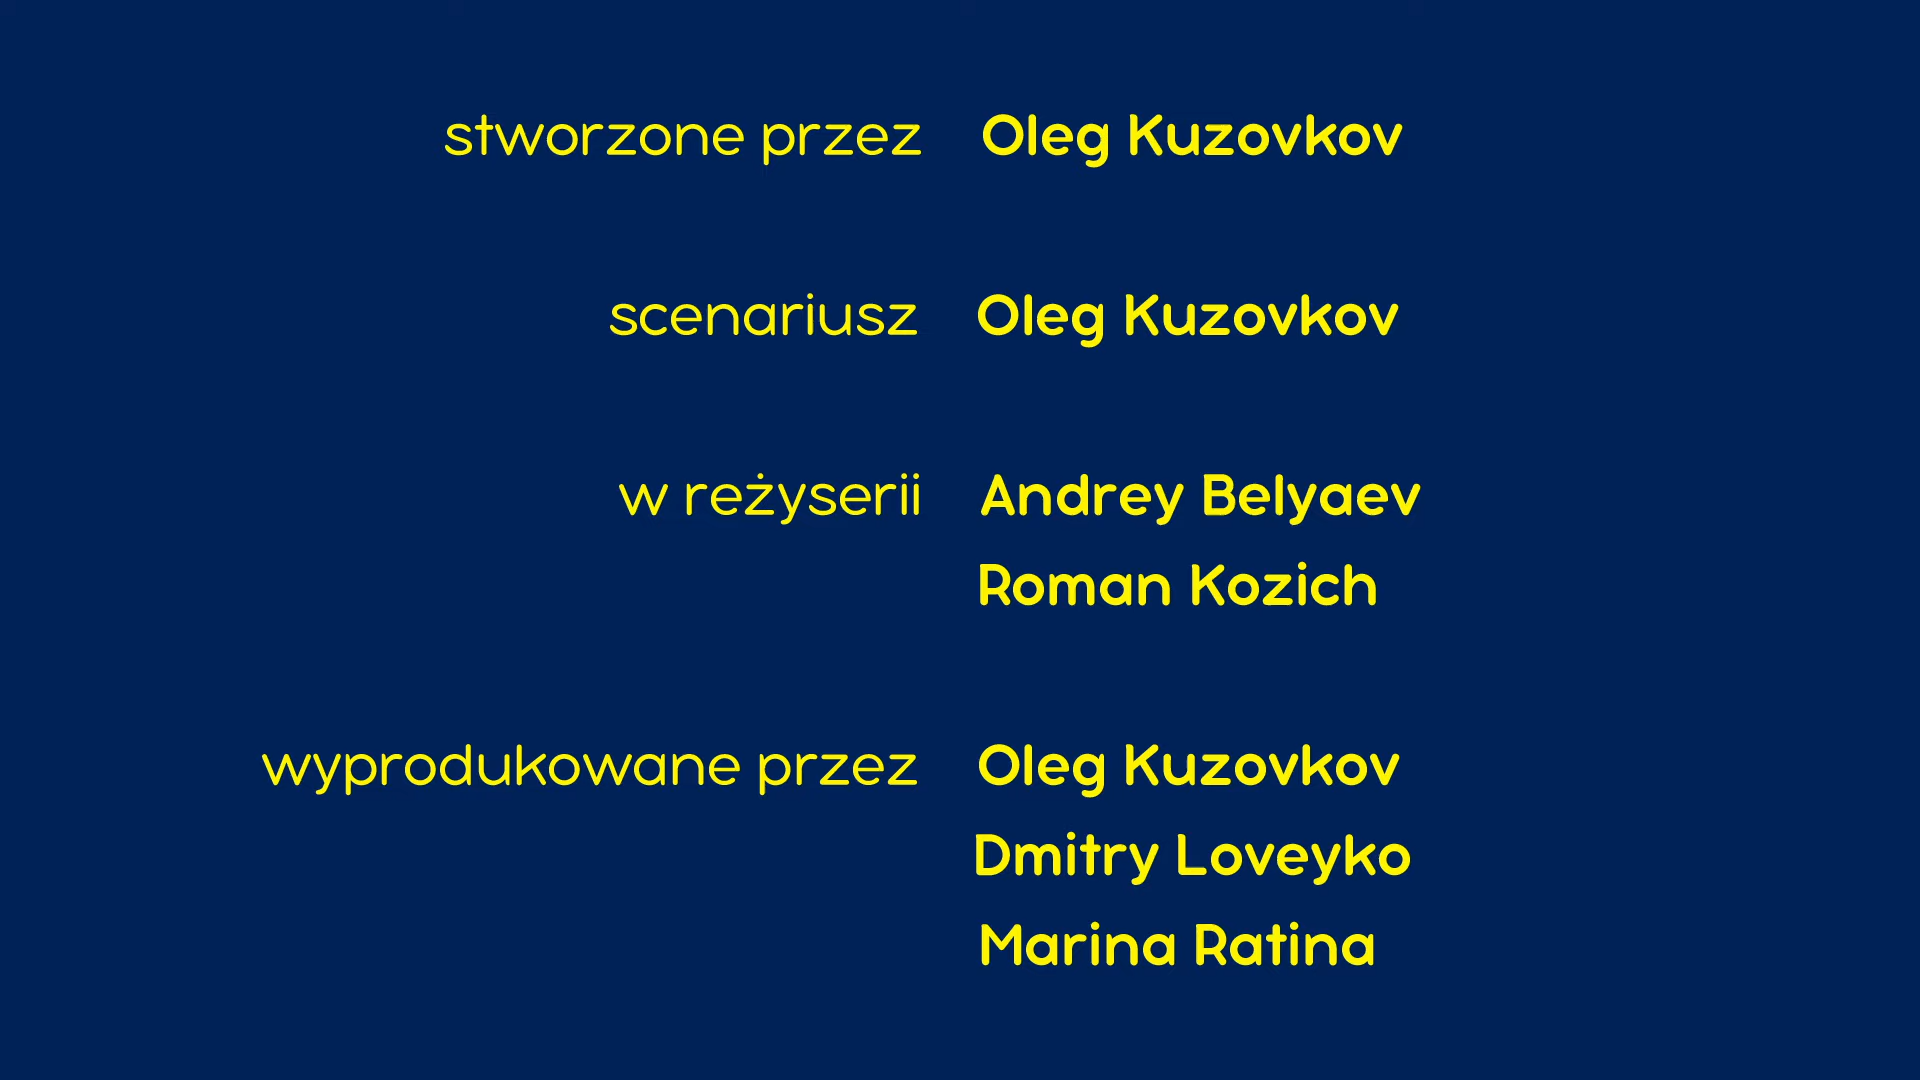 stworzone przez Oleg Kuzovkov
scenariusz Oleg Kuzovkov
w reżyserii Andrey Belyaev
Roman Kozich
wyprodukowane przez Oleg Kuzovkov
Dmitry Loveyko
Marina Ratina